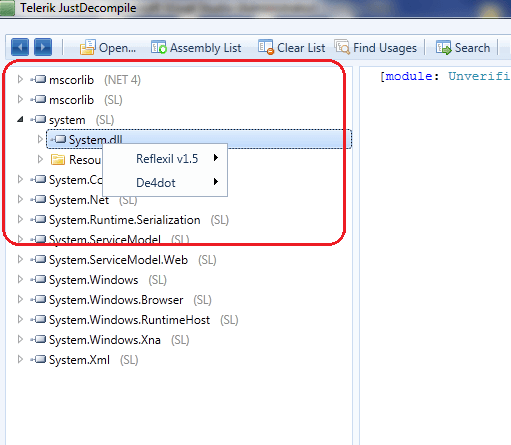 Telerik JustDecompile
Open... Assembly List Clear List Find Usages Search
mscorlib (NET 4)
[module: Unverifi
mscorlib (SL)
system (SL)
System.dll
Resou
Reflexil v1.5
De4dot
System.Co
System.Net (SL)
System.Runtime.Serialization (SL)
System.ServiceModel (SL)
System.ServiceModel.Web (SL)
System.Windows (SL)
System.Windows.Browser (SL)
System.Windows.RuntimeHost (SL)
System.Windows.Xna (SL)
System.Xml (SL)